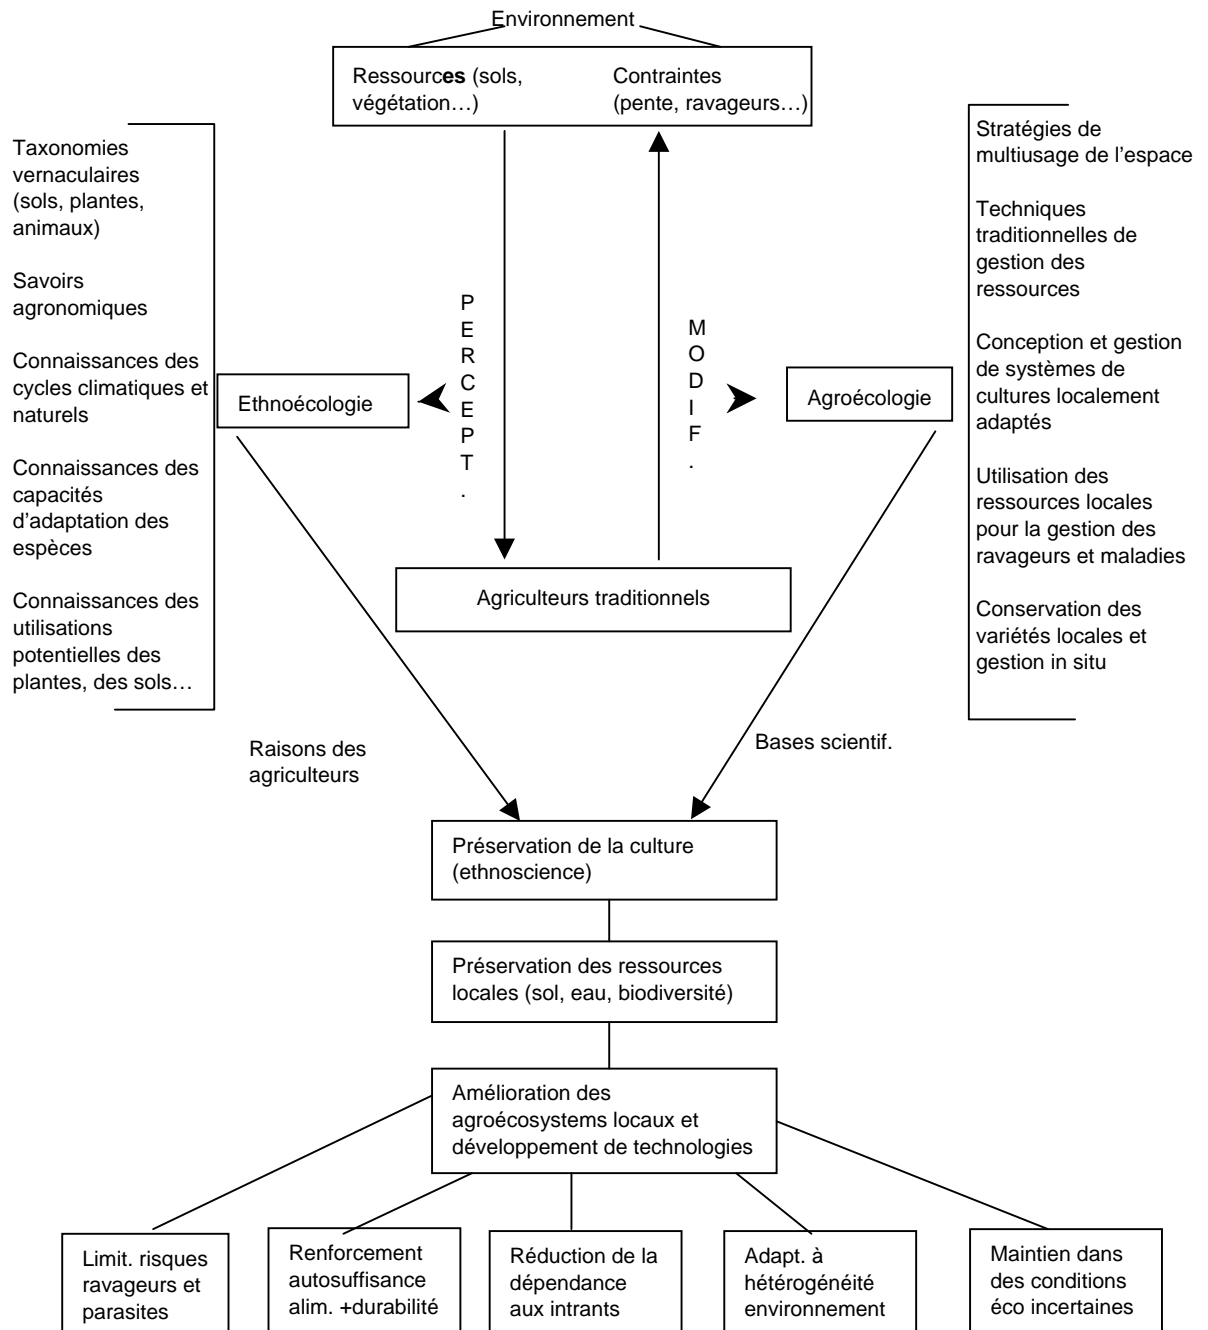 Environnement
Ressources (sols,
végétation…)
Contraintes
(pente, ravageurs…)
Taxonomies
vernaculaires
(sols, plantes,
animaux)
Savoirs
agronomiques
Connaissances des
cycles climatiques et
naturels
Connaissances des
capacités
d’adaptation des
espèces
Connaissances des
utilisations
potentielles des
plantes, des sols…
Ethnoécologie
PERCEPT.
MODIF.
Agroécologie
Stratégies de
multiusage de l’espace
Techniques
traditionnelles de
gestion des
ressources
Conception et gestion
de systèmes de
cultures localement
adaptés
Utilisation des
ressources locales
pour la gestion des
ravageurs et maladies
Conservation des
variétés locales et
gestion in situ
Agriculteurs traditionnels
Raisons des
agriculteurs
Bases scientif.
Préservation de la culture
(ethnoscience)
Préservation des ressources
locales (sol, eau, biodiversité)
Amélioration des
agroécosystems locaux et
développement de technologies
Limit. risques
ravageurs et
parasites
Renforcement
autosuffisance
alim. +durabilité
Réduction de la
dépendance
aux intrants
Adapt. à
hétérogénéité
environnement
Maintien dans
des conditions
éco incertaines